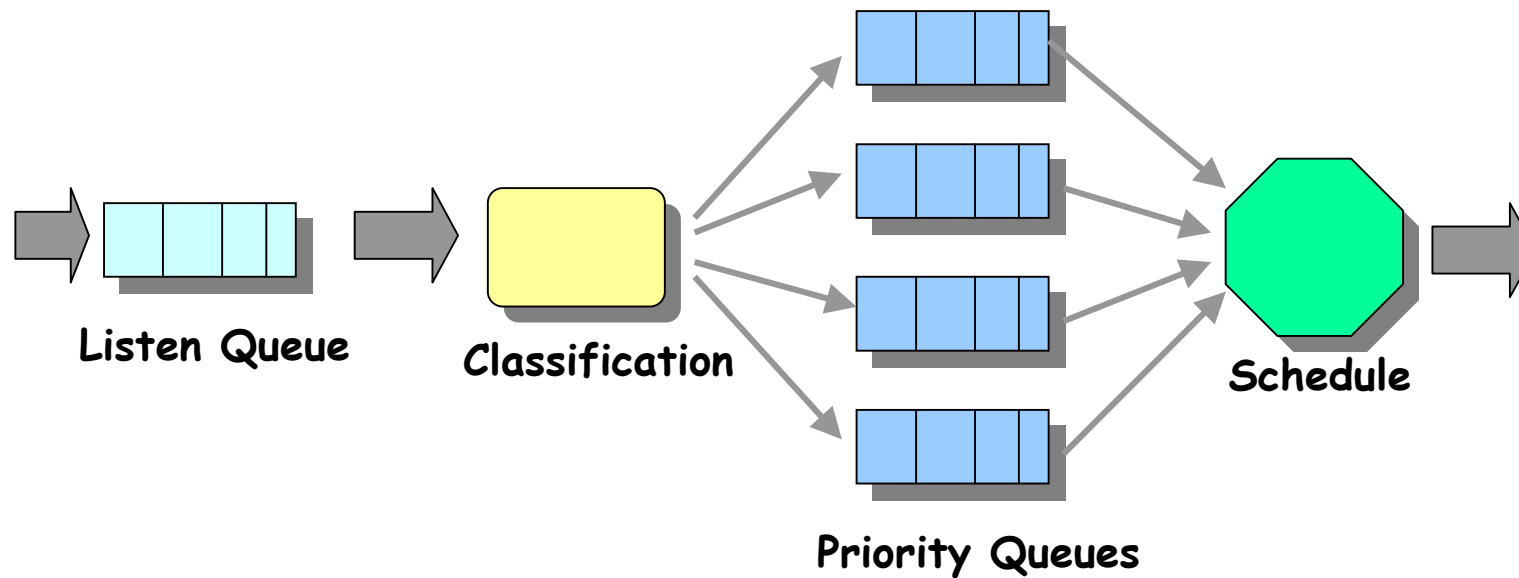 Listen Queue
Classification
Schedule
Priority Queues